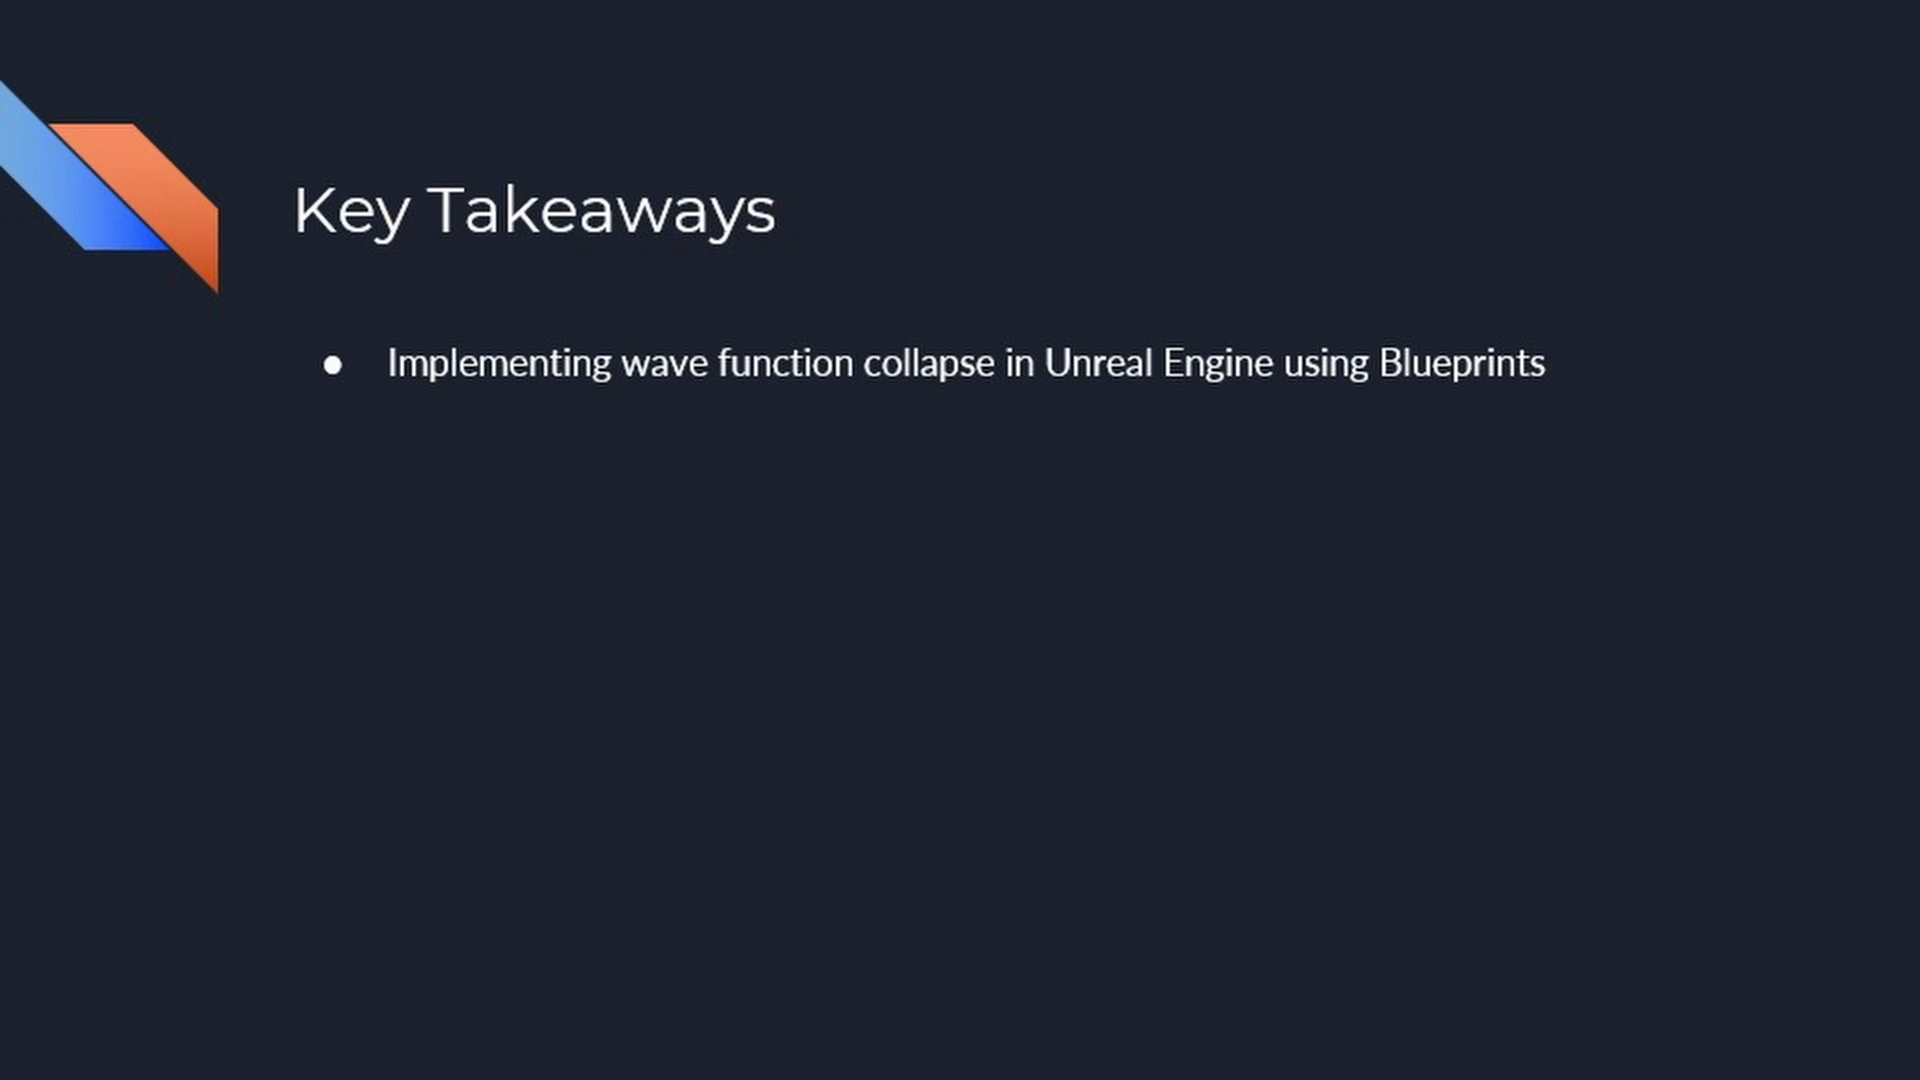 Key Takeaways
● Implementing wave function collapse in Unreal Engine using Blueprints